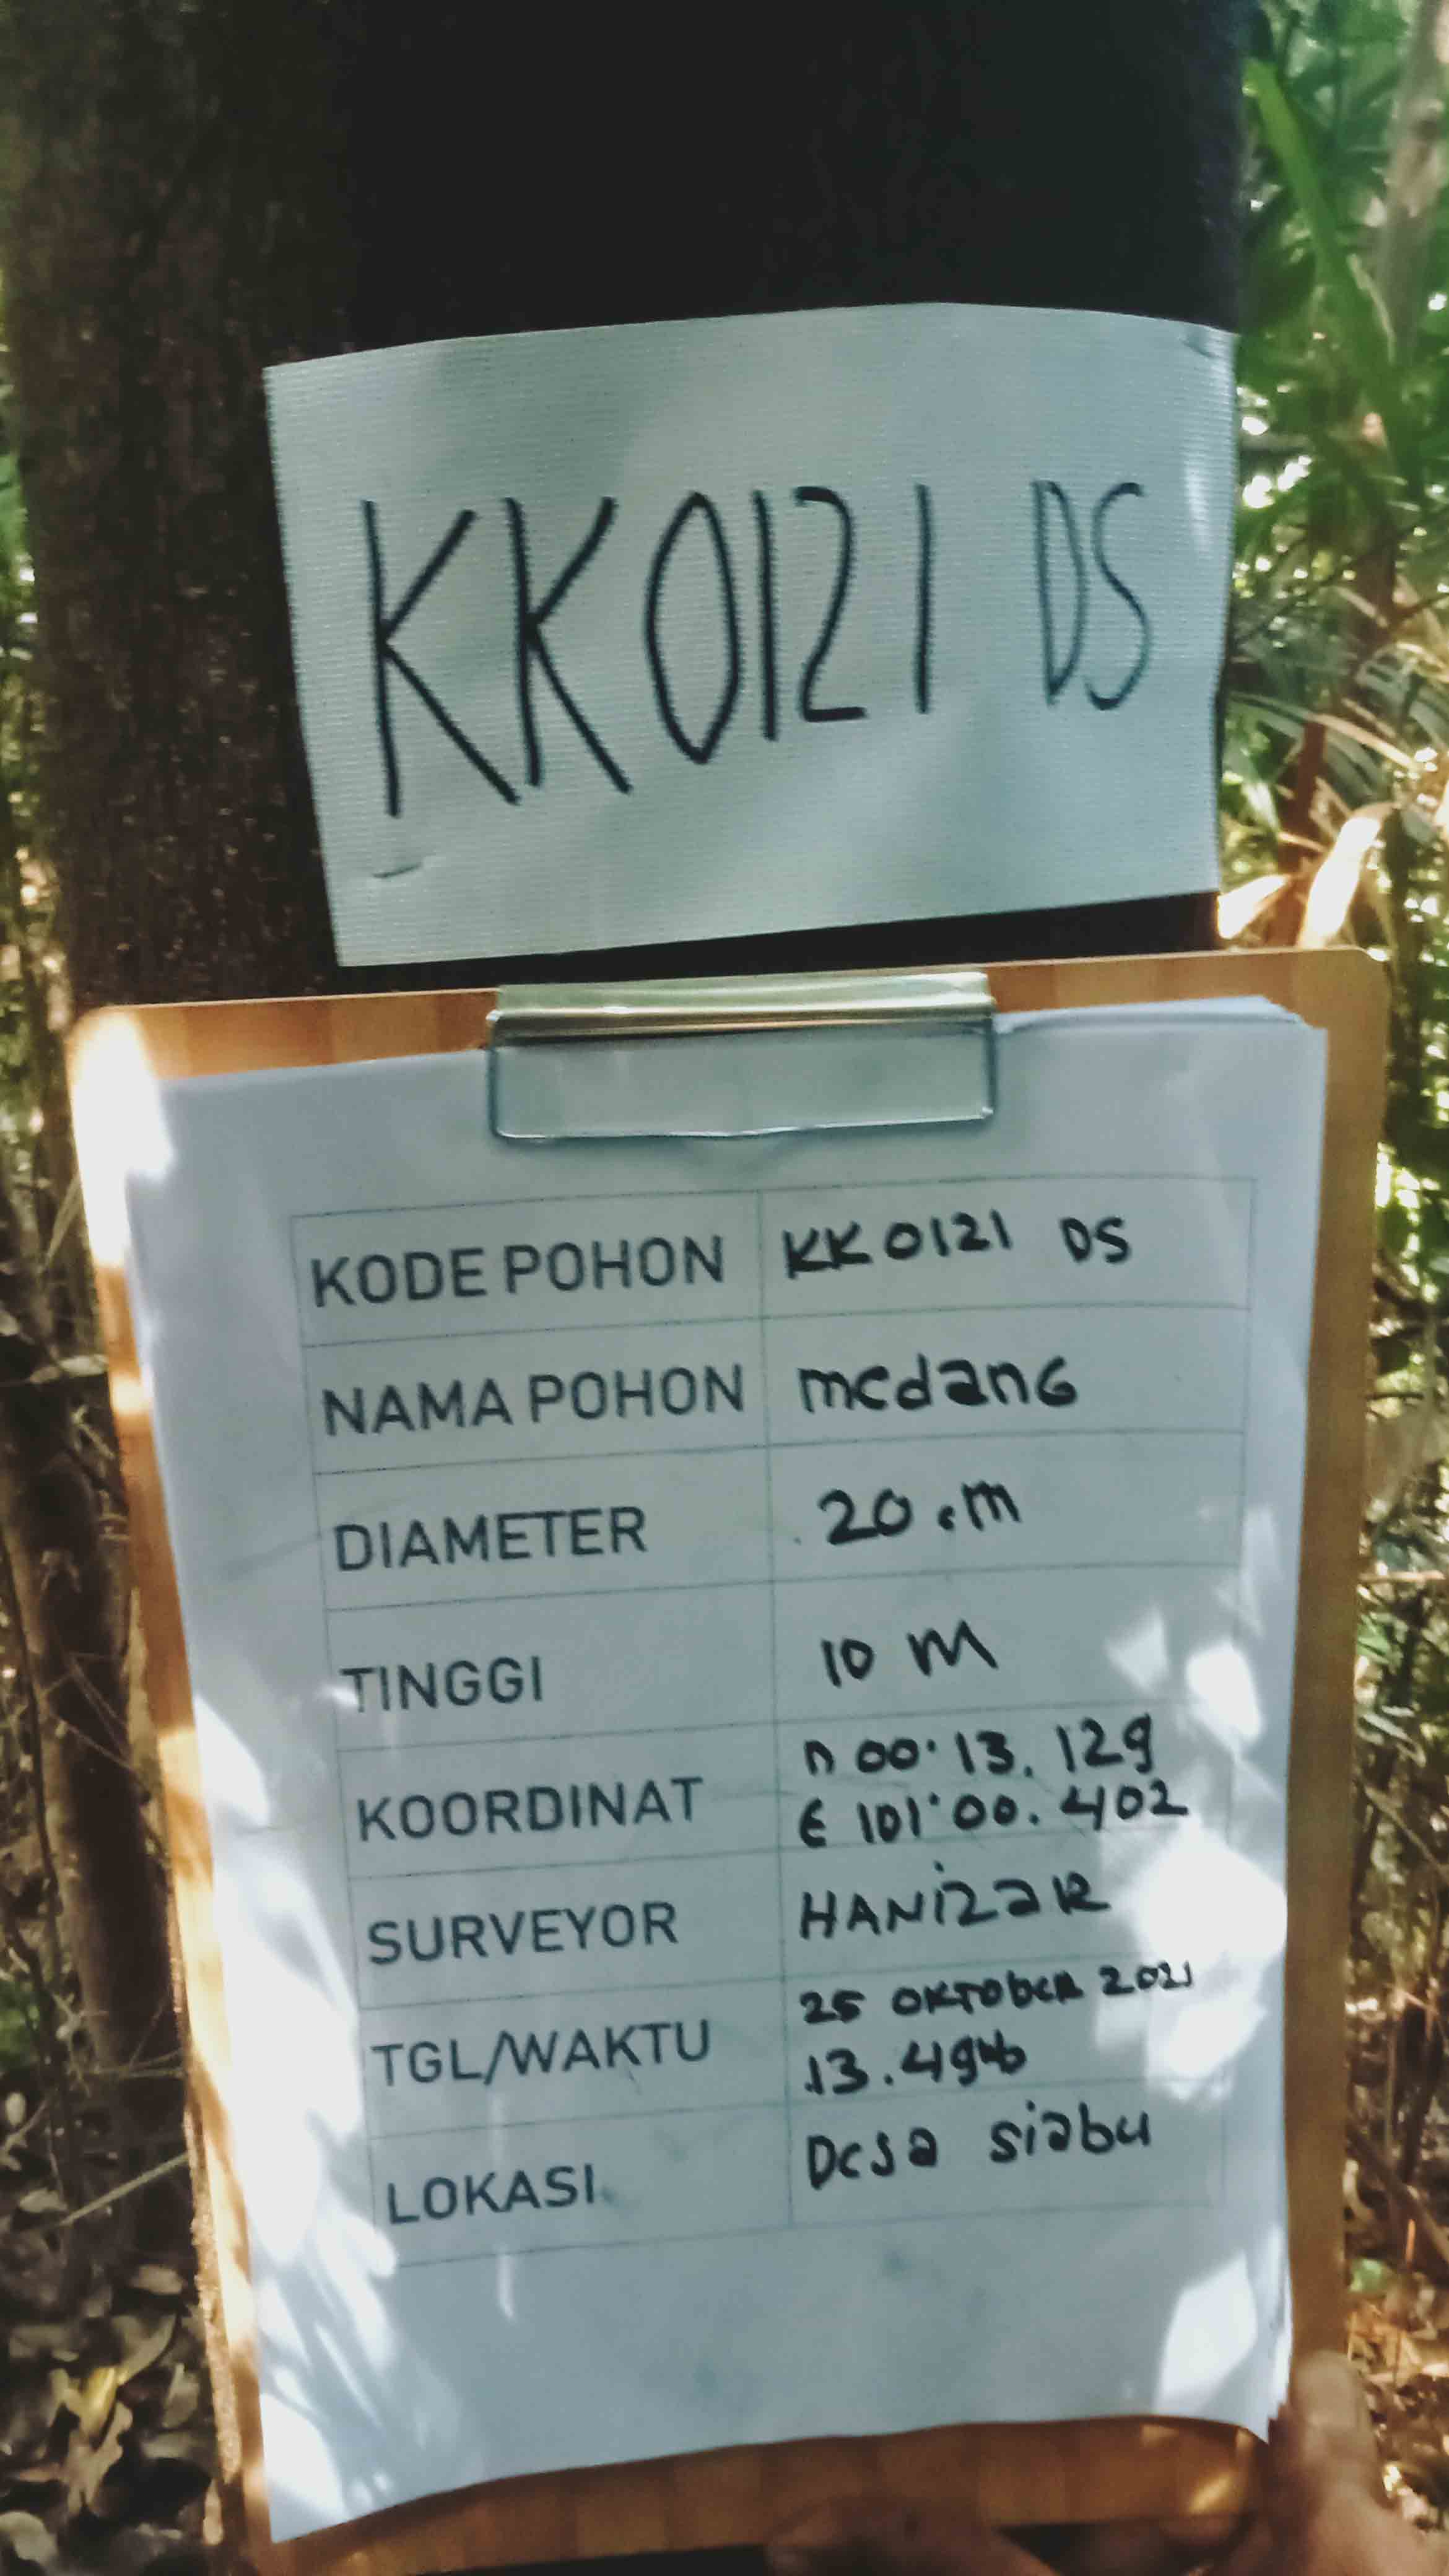 KK0121 DS
KODE POHON KK0121 DS
NAMA POHON medang
DIAMETER 20 cm
TINGGI 10 M
KOORDINAT n 00·13.129
E 101·00.402
SURVEYOR HANizaR
TGL/WAKTU 25 OKTOBER 2021
13.49 wb
LOKASI Desa siabu